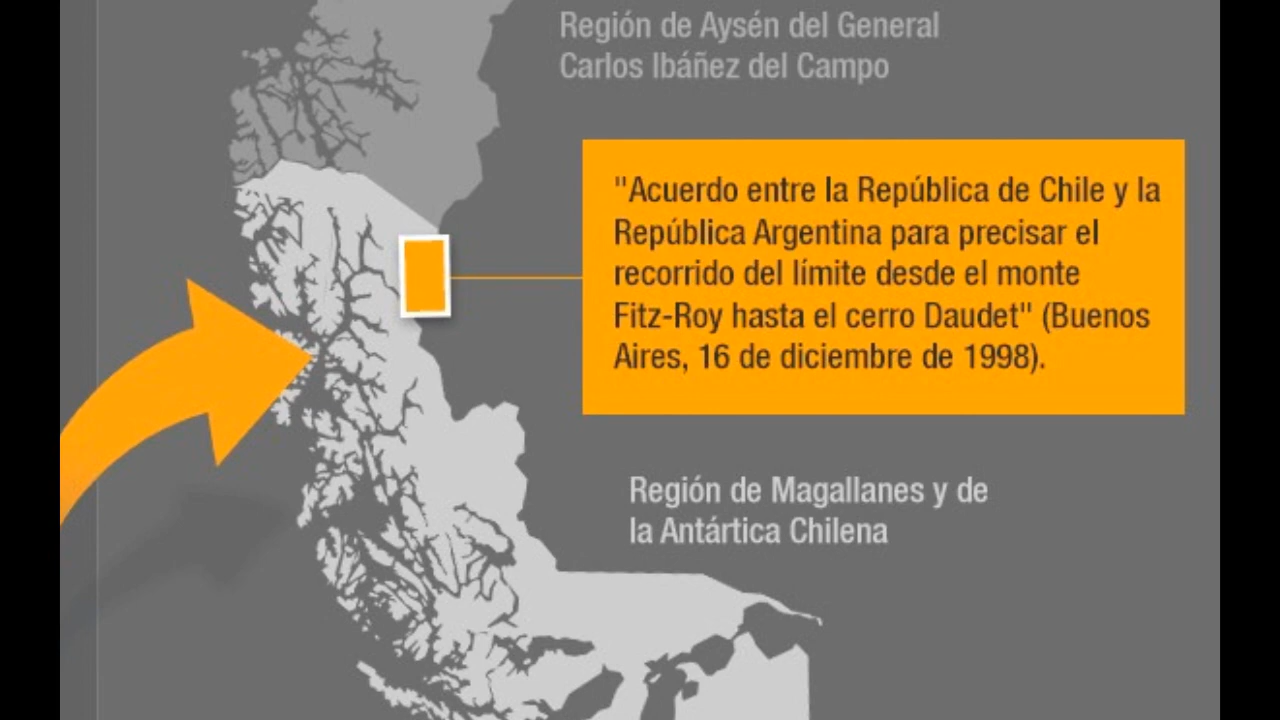 Región de Aysén del General
Carlos Ibáñez del Campo
"Acuerdo entre la República de Chile y la
República Argentina para precisar el
recorrido del límite desde el monte
Fitz-Roy hasta el cerro Daudet" (Buenos
Aires, 16 de diciembre de 1998).
Región de Magallanes y de
la Antártica Chilena